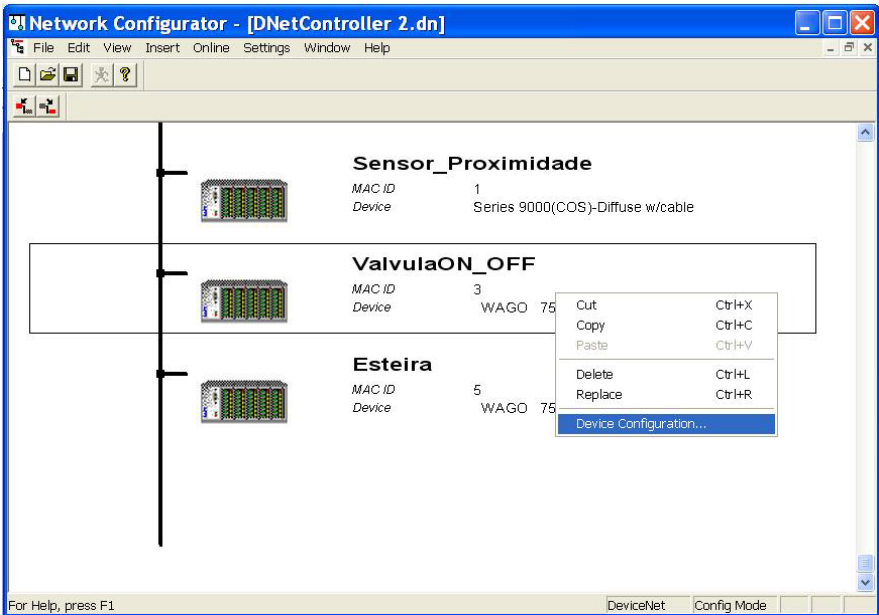 Network Configurator - [DNetController 2.dn]
File Edit View Insert Online Settings Window Help
Sensor_Proximidade
MAC ID 1
Device Series 9000(COS)-Diffuse w/cable
ValvulaON_OFF
MAC ID 3
Device WAGO 75
Cut Ctrl+X
Copy Ctrl+C
Paste Ctrl+V
Delete Ctrl+L
Replace Ctrl+R
Device Configuration...
Esteira
MAC ID 5
Device WAGO 75
For Help, press F1 DeviceNet Config Mode